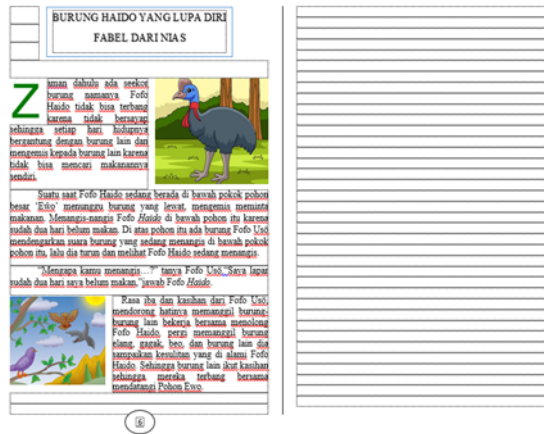 BURUNG HAIDO YANG LUPA DIRI
FABEL DARI NIAS
Zaman dahulu ada seekor
burung namanya Fofo
Haido tidak bisa terbang
karena tidak bersayap
sehingga setiap hari hidupnya
bergantung dengan burung lain dan
mengemis kepada burung lain karena
tidak bisa mencari makanannya
sendiri.
Suatu saat Fofo Haido sedang berada di bawah pokok pohon
besar ‘Ewo’ menunggu burung yang lewat, mengemis meminta
makanan. Menangis-nangis Fofo Haido di bawah pohon itu karena
sudah dua hari belum makan. Di atas pohon itu ada burung Fofo Usö
mendengarkan suara burung yang sedang menangis di bawah pokok
pohon itu, lalu dia turun dan melihat Fofo Haido sedang menangis.
“Mengapa kamu menangis…?” tanya Fofo Usö. “Saya lapar
sudah dua hari saya belum makan,”jawab Fofo Haido.
Rasa iba dan kasihan dari Fofo Usö,
mendorong hatinya memanggil burung-
burung lain bekerja bersama menolong
Fofo Haido, pergi memanggil burung
elang, gagak, beo, dan burung lain dia
sampaikan kesulitan yang di alami Fofo
Haido. Sehingga burung lain ikut kasihan
sehingga mereka terbang bersama
mendatangi Pohon Ewo.